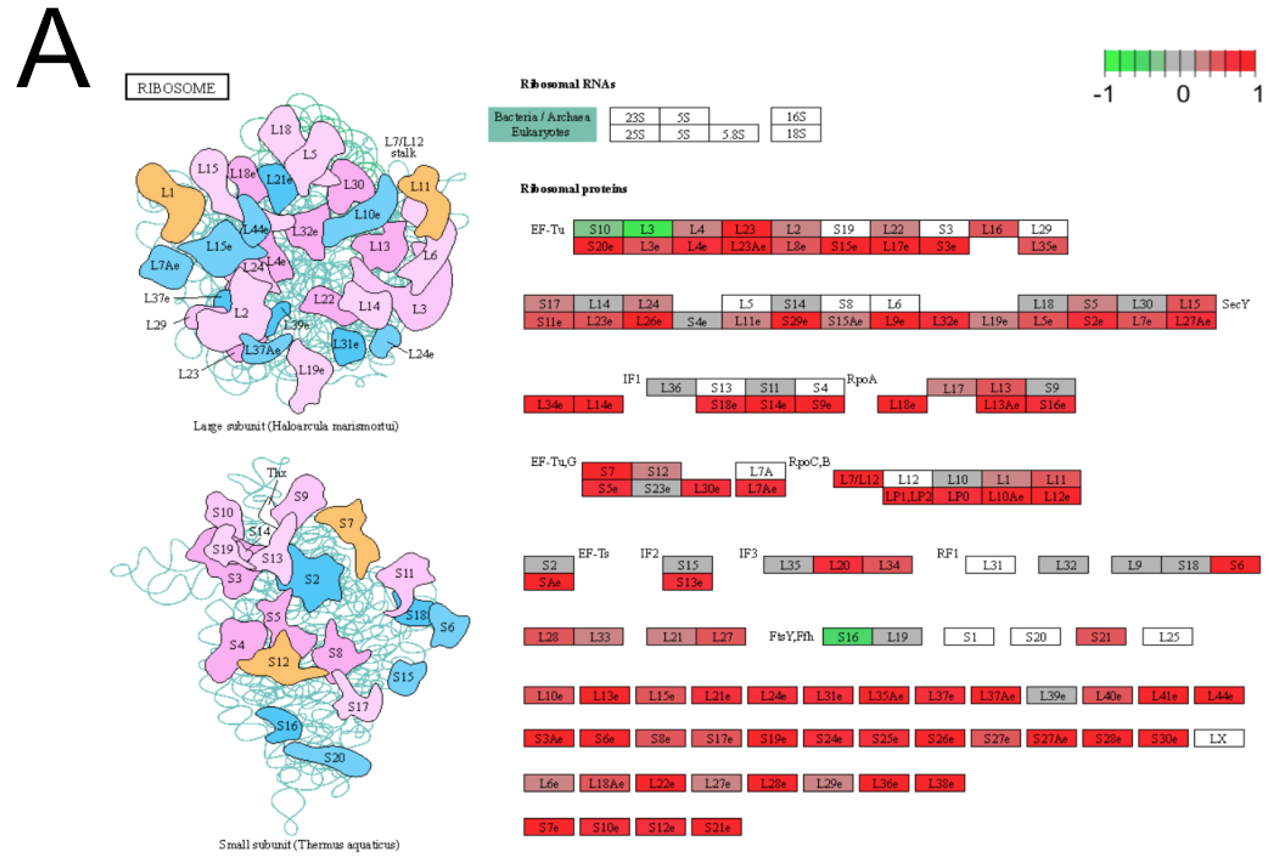 A
RIBOSOME
-1 0 1
Ribosomal RNAs
Bacteria / Archaea 23S 5S 16S
Eukaryotes 25S 5S 5.8S 18S
L18
L5
L7/L12
stalk
L15
L18e
L21e
L30
L1
L11
L10e
L44e
L32e
L15e
L13
L6
L7Ae
L24
L4e
L37e
L22
L14
L3
L2
L29
L39e
L37Ae
L31e
L24e
L23
L19e
Large subunit (Haloarcula marismortui)
Thx
S9
S10
S7
S14
S19
S13
S3
S2
S11
S5
S18
S6
S4
S12
S8
S15
S17
S16
S20
Small subunit (Thermus aquaticus)
Ribosomal proteins
EF-Tu S10 L3 L4 L23 L2 S19 L22 S3 L16 L29
S20e L3e L4e L23Ae L8e S15e L17e S3e L35e
S17 L14 L24 L5 S14 S8 L6 L18 S5 L30 L15 SecY
S11e L23e L26e S4e L11e S29e S15Ae L9e L32e L19e L5e S2e L7e L27Ae
IF1 L36 S13 S11 S4 RpoA L17 L13 S9
L34e L14e S18e S14e S9e L18e L13Ae S16e
EF-Tu,G S7 S12 L7A RpoC,B L7/L12 L12 L10 L1 L11
S5e S23e L30e L7Ae LP1,LP2 LP0 L10Ae L12e
S2 EF-Ts IF2 S15 IF3 L35 L20 L34 RF1 L31 L32 L9 S18 S6
SAe S13e
L28 L33 L21 L27 FtsY,Ffh S16 L19 S1 S20 S21 L25
L10e L13e L15e L21e L24e L31e L35Ae L37e L37Ae L39e L40e L41e L44e
S3Ae S6e S8e S17e S19e S24e S25e S26e S27e S27Ae S28e S30e LX
L6e L18Ae L22e L27e L28e L29e L36e L38e
S7e S10e S12e S21e